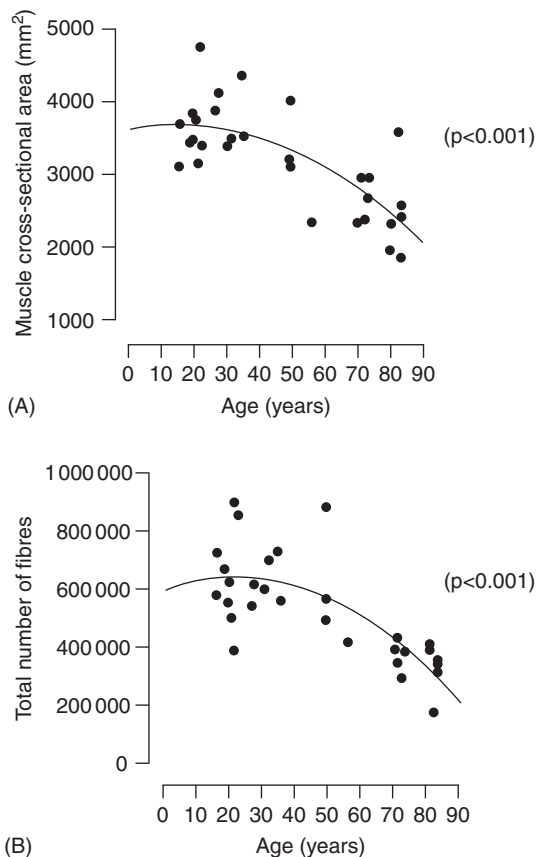 5000
4000
3000
2000
1000
Muscle cross-sectional area (mm²)
(p<0.001)
0 10 20 30 40 50 60 70 80 90
Age (years)
(A)
1000 000
800 000
600 000
400 000
200 000
0
Total number of fibres
(p<0.001)
0 10 20 30 40 50 60 70 80 90
Age (years)
(B)